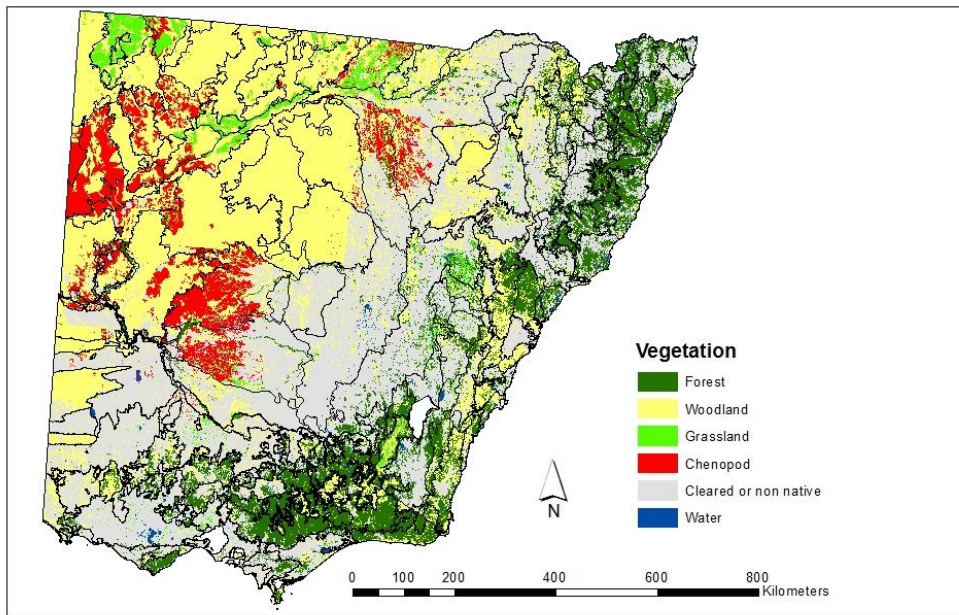 Vegetation
Forest
Woodland
Grassland
Chenopod
Cleared or non native
Water
N
0 100 200 400 600 800
Kilometers